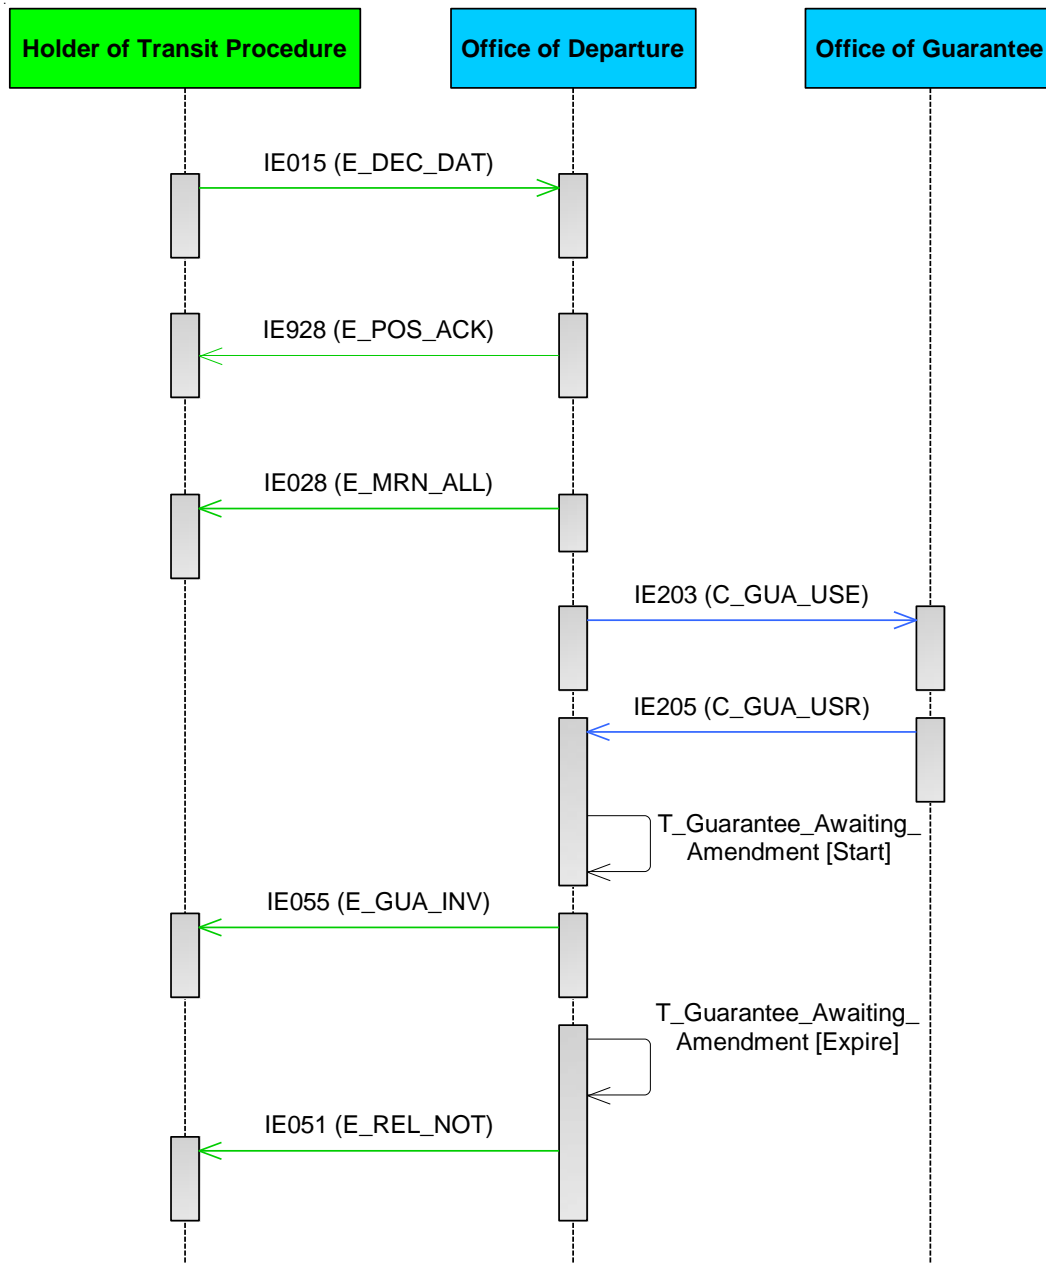 Holder of Transit Procedure
Office of Departure
Office of Guarantee
IE015 (E_DEC_DAT)
IE928 (E_POS_ACK)
IE028 (E_MRN_ALL)
IE203 (C_GUA_USE)
IE205 (C_GUA_USR)
T_Guarantee_Awaiting_
Amendment [Start]
IE055 (E_GUA_INV)
T_Guarantee_Awaiting_
Amendment [Expire]
IE051 (E_REL_NOT)